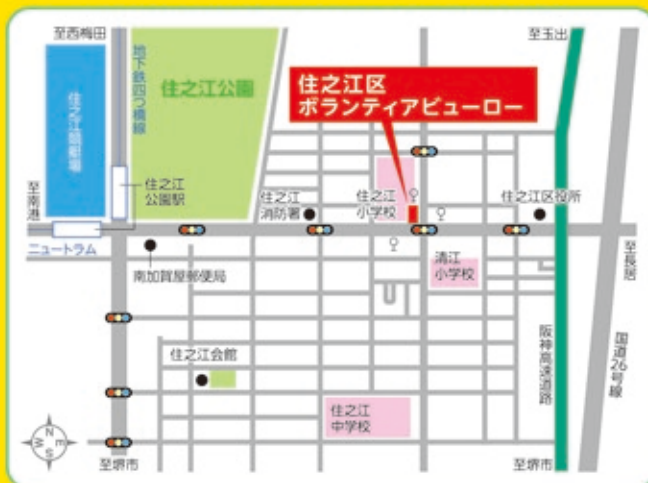 至西梅田
至玉出
地下鉄四つ橋線
住之江公園
住之江区
ボランティアビューロー
住之江競艇場
至南港
住之江
公園駅
住之江
消防署
住之江
小学校
住之江区役所
ニュートラム
南加賀屋郵便局
清江
小学校
至長居
国道26号線
阪神高速道路
住之江会館
住之江
中学校
N
W
E
S
至堺市
至堺市